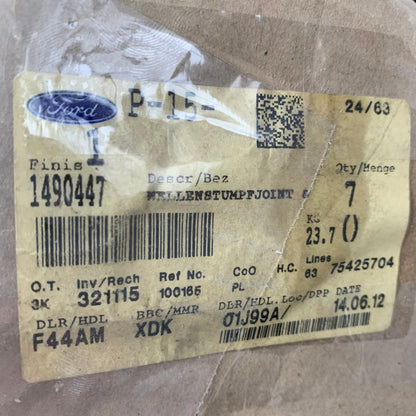 Ford
P-15-
24/63
1
Finis
Descr/Bez
Qty/Menge
1490447
WELLENSTUMPFJOINT &
7
KG
23.7 0
O.T. Inv/Rech Ref No. CoO H.C. Lines
3K 321115 100165 PL 63 75425704
DLR/HDL BBC/MMR DLR/HDL. Loc/DPP DATE
F44AM XDK 01J99A/ 14.06.12